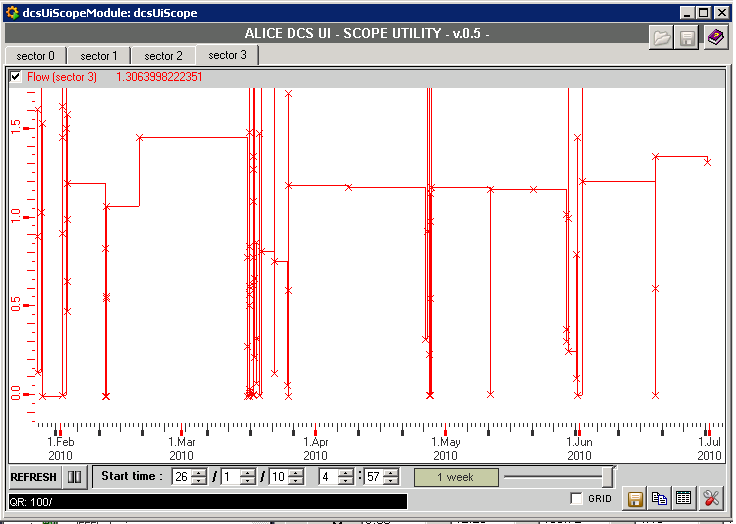 dcsUiScopeModule: dcsUiScope
ALICE DCS UI - SCOPE UTILITY - v.0.5 -
sector 0 sector 1 sector 2 sector 3
Flow (sector 3) 1.3063998222351
1.5
1.0
0.5
0.0
1.Feb 1.Mar 1.Apr 1.May 1.Jun 1.Jul
2010 2010 2010 2010 2010 2010
REFRESH Start time : 26 / 1 / 10 4 : 57 1 week
QR: 100/ GRID